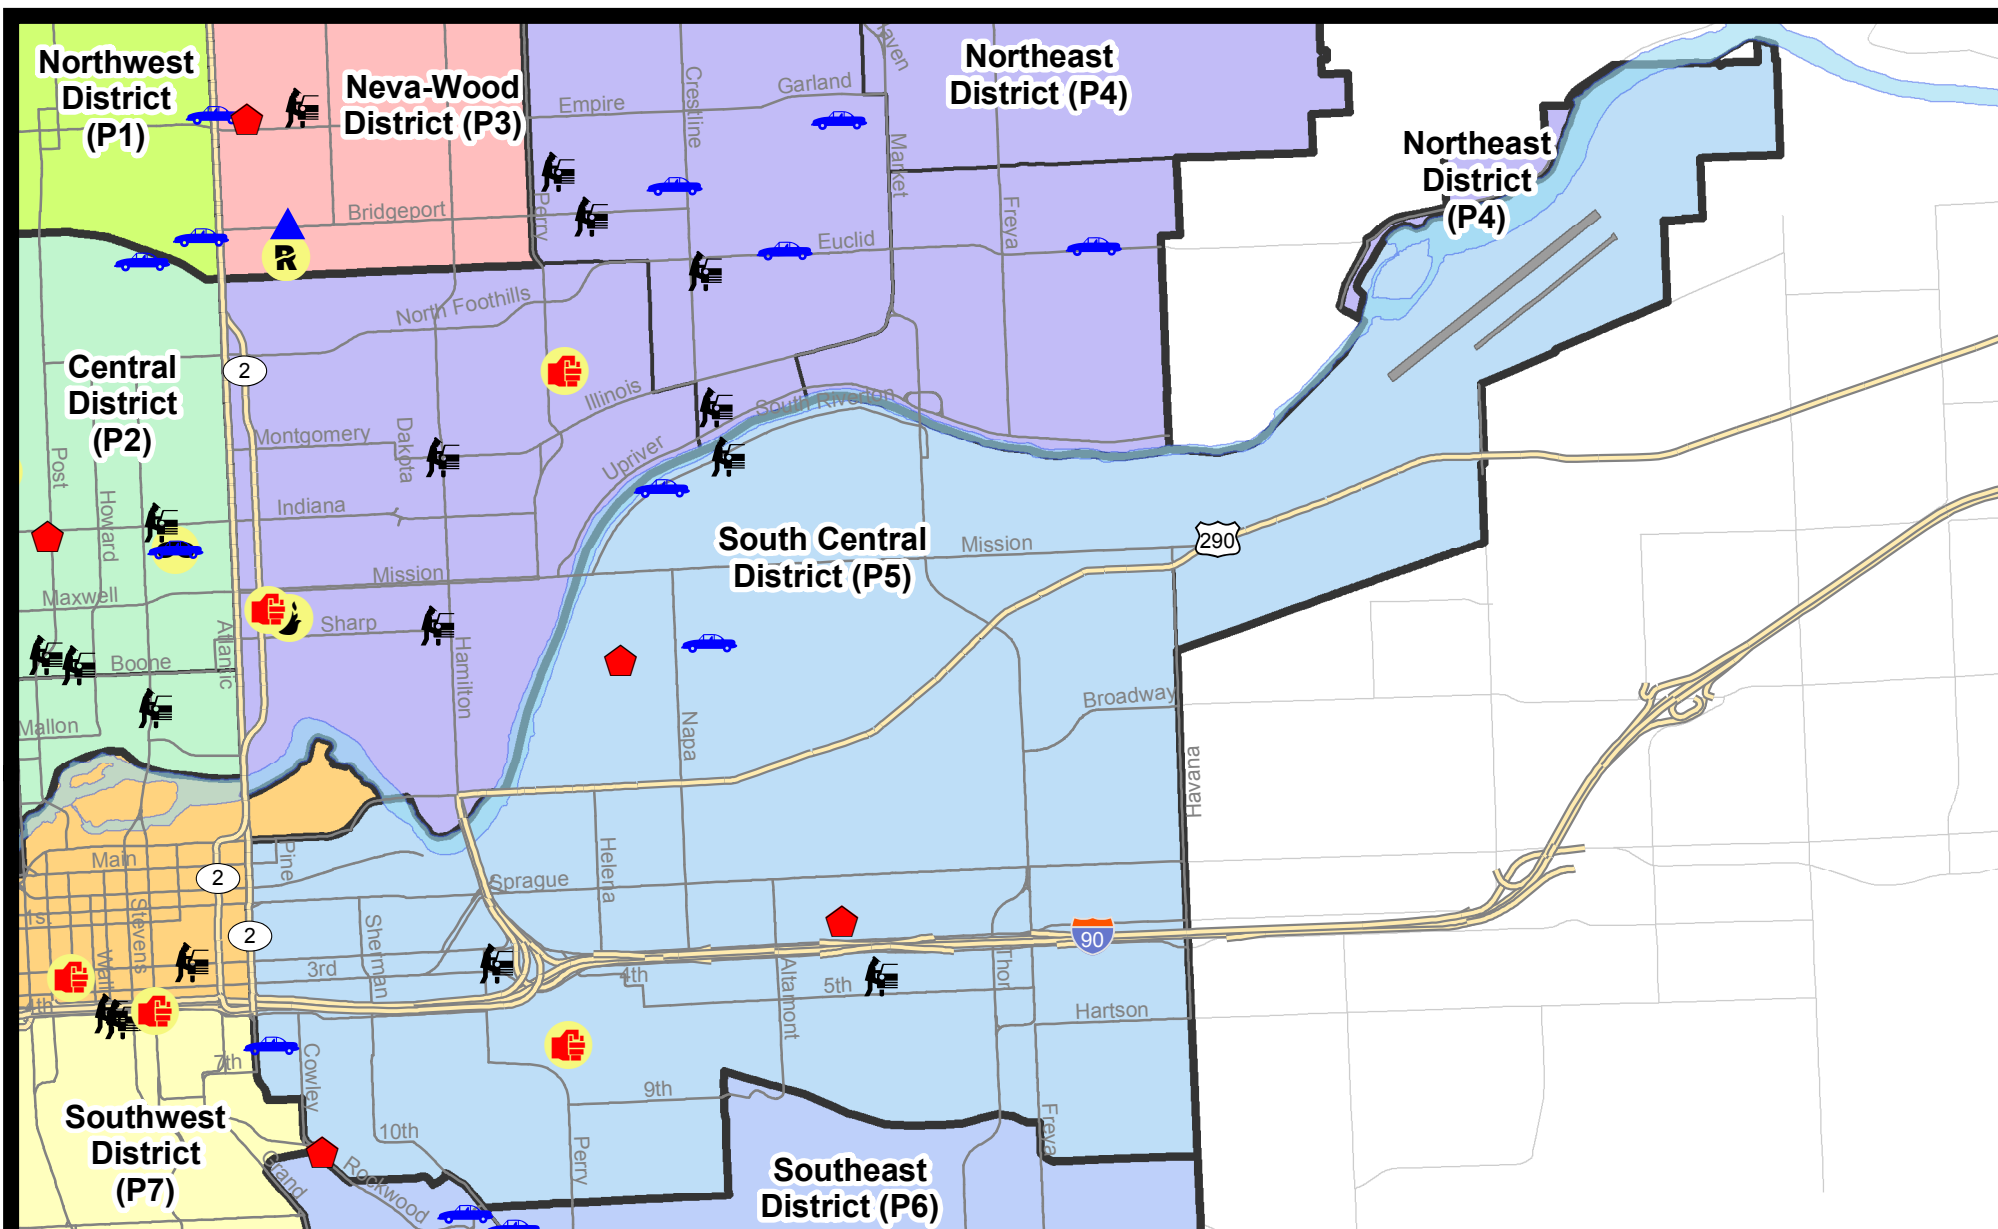 Northwest
District
(P1)
Neva-Wood
District (P3)
Northeast
District (P4)
Northeast
District
(P4)
Central
District
(P2)
South Central
District (P5)
Southwest
District
(P7)
Southeast
District (P6)
Empire
Garland
Crestline
Market
Freya
Perry
Bridgeport
Euclid
North Foothills
Illinois
Montgomery
Dakota
Upriver
South Riverton
Post
Howard
Indiana
Mission
Mission
Maxwell
Sharp
Atlantic
Boone
Mallon
Hamilton
Napa
Broadway
Havana
Main
Pine
Helena
Sprague
1st
Stevens
Wall
Sherman
3rd
4th
4th
5th
Altamont
Thor
Hartson
7th
Cowley
9th
10th
Perry
Freya
Grand
Rockwood
2
2
2
290
90
R